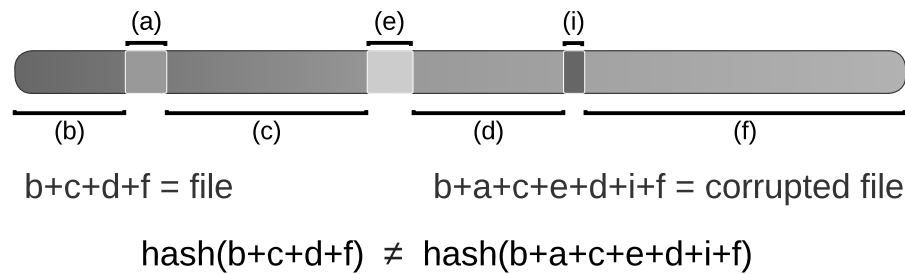 (a) (e) (i)
(b) (c) (d) (f)
b+c+d+f = file b+a+c+e+d+i+f = corrupted file
hash(b+c+d+f) ≠ hash(b+a+c+e+d+i+f)